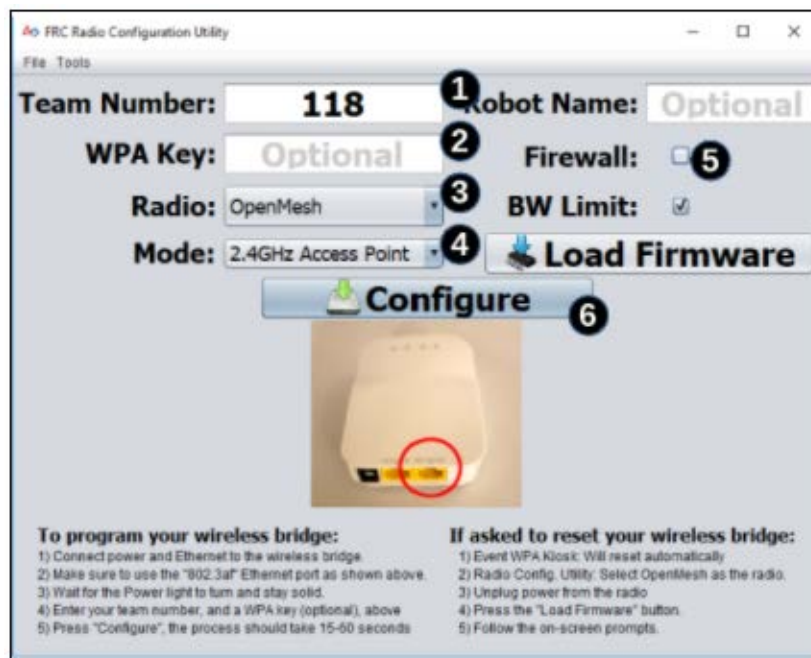 FRC Radio Configuration Utility
File Tools
Team Number: 118 1 Robot Name: Optional
WPA Key: Optional 2 Firewall: 5
Radio: OpenMesh 3 BW Limit:
Mode: 2.4GHz Access Point 4 Load Firmware
Configure 6
To program your wireless bridge:
1) Connect power and Ethernet to the wireless bridge.
2) Make sure to use the "802.3af" Ethernet port as shown above.
3) Wait for the Power light to turn and stay solid.
4) Enter your team number, and a WPA key (optional), above
5) Press "Configure", the process should take 15-60 seconds
If asked to reset your wireless bridge:
1) Event WPA Kiosk: Will reset automatically
2) Radio Config. Utility: Select OpenMesh as the radio.
3) Unplug power from the radio
4) Press the "Load Firmware" button.
5) Follow the on-screen prompts.